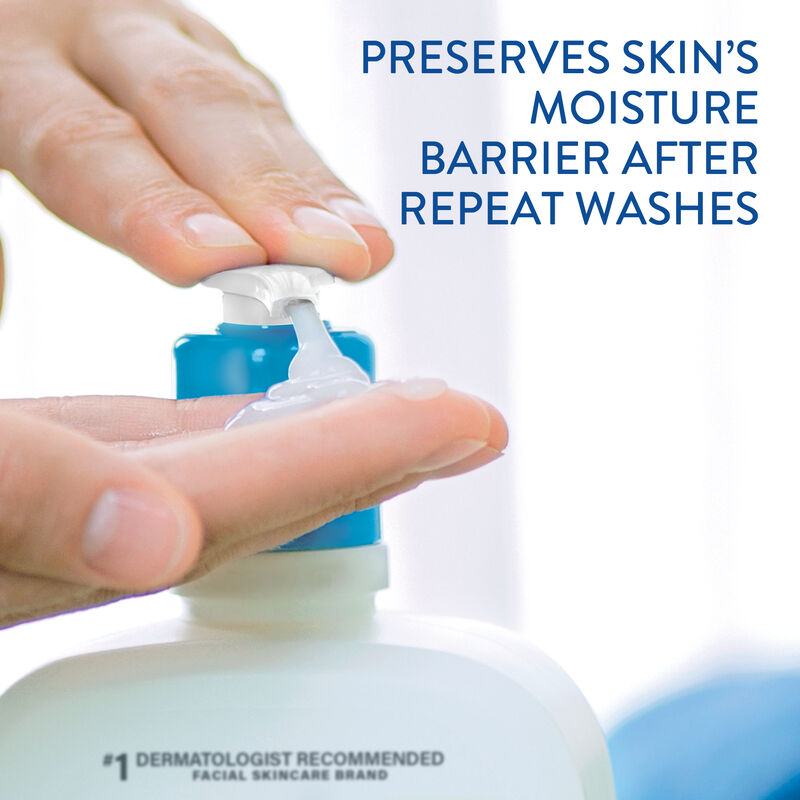 PRESERVES SKIN'S
MOISTURE
BARRIER AFTER
REPEAT WASHES
#1 DERMATOLOGIST RECOMMENDED
FACIAL SKINCARE BRAND